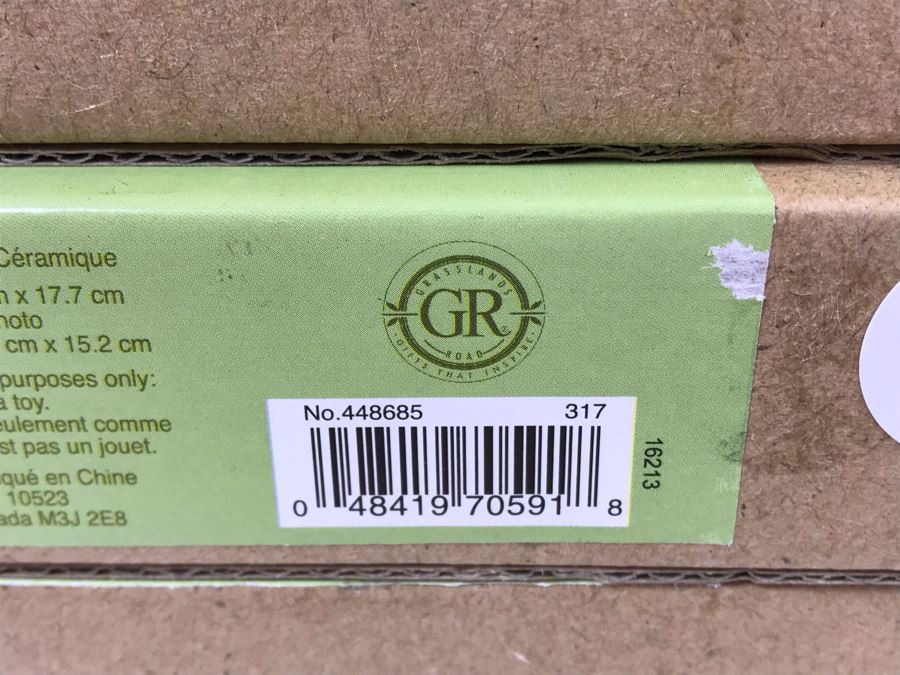 Céramique
x 17.7 cm
cm x 15.2 cm
purposes only:
a toy.
eulement comme
st pas un jouet.
qué en Chine
10523
ada M3J 2E8
GRASSLANDS
GR
ROAD
GIFTS THAT INSPIRE
No.448685 317
0 48419 70591 8
16213